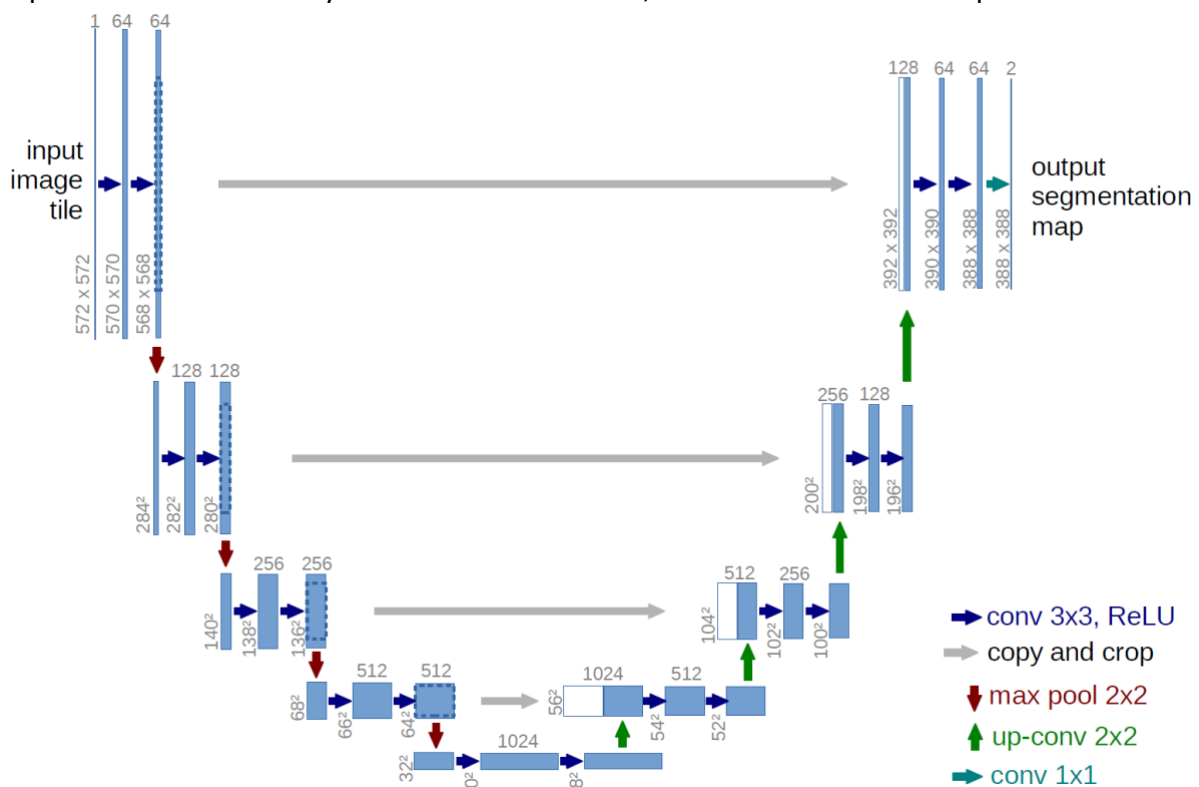 1 64 64
128 64 64 2
input
image
tile
output
segmentation
map
572 x 572
570 x 570
568 x 568
392 x 392
390 x 390
388 x 388
388 x 388
128 128
256 128
284²
282²
280²
200²
198²
196²
256 256
512 256
140²
138²
136²
104²
102²
100²
conv 3x3, ReLU
copy and crop
max pool 2x2
up-conv 2x2
conv 1x1
512 512
1024 512
68²
66²
64²
56²
54²
52²
1024
32²